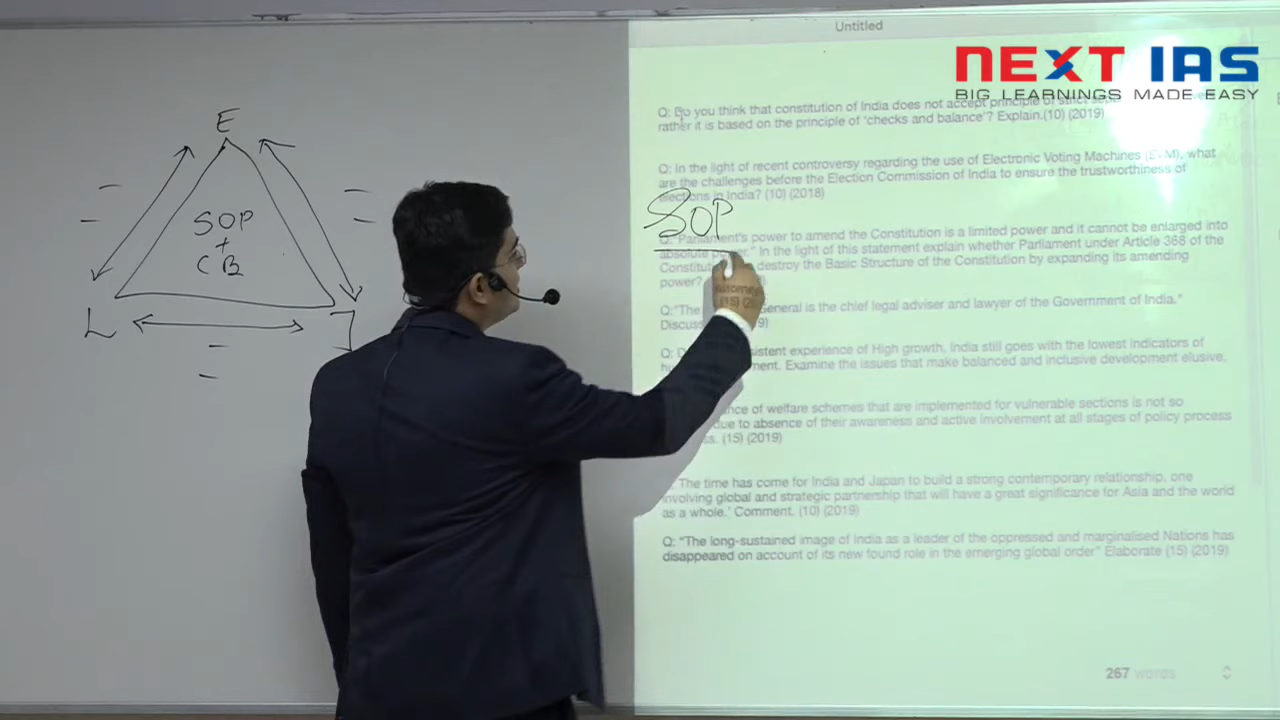 Untitled
NEXT IAS
BIG LEARNINGS MADE EASY
E
SOP
+
CB
L
J
SOP
Q: Do you think that constitution of India does not accept principle of strict
rather it is based on the principle of 'checks and balance'? Explain.(10) (2019)
Q: In the light of recent controversy regarding the use of Electronic Voting Machines (EVM), what
are the challenges before the Election Commission of India to ensure the trustworthiness of
elections in India? (10) (2018)
Q: "Parliament's power to amend the Constitution is a limited power and it cannot be enlarged into
absolute power." In the light of this statement explain whether Parliament under Article 368 of the
destroy the Basic Structure of the Constitution by expanding its amending
power?
Q: "The General is the chief legal adviser and lawyer of the Government of India."
Discuss
experience of High growth, India still goes with the lowest indicators of
Examine the issues that make balanced and inclusive development elusive.
of welfare schemes that are implemented for vulnerable sections is not so
due to absence of their awareness and active involvement at all stages of policy process
(15) (2019)
The time has come for India and Japan to build a strong contemporary relationship, one
involving global and strategic partnership that will have a great significance for Asia and the world
as a whole.' Comment. (10) (2019)
Q: "The long-sustained image of India as a leader of the oppressed and marginalised Nations has
disappeared on account of its new found role in the emerging global order" Elaborate (15) (2019)
267 words